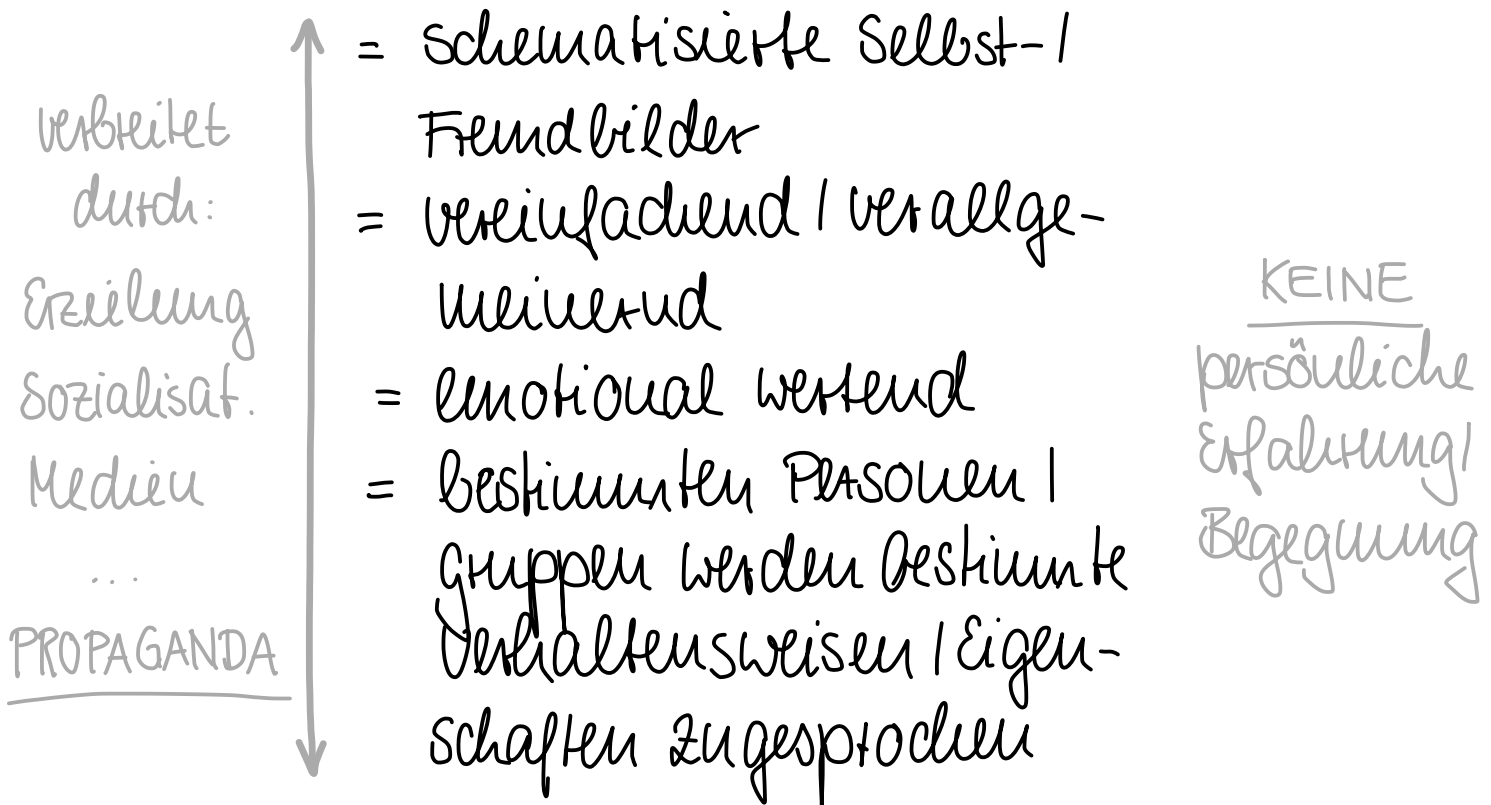 verbreitet
durch:
Erziehung
Sozialisat.
Medien
...
PROPAGANDA
= schematisierte Selbst-/
Fremdbilder
= vereinfachend / verallge-
meinernd
= emotional wertend
= bestimmten Personen /
Gruppen werden bestimmte
Verhaltensweisen / Eigen-
schaften zugesprochen
KEINE
persönliche
Erfahrung/
Begegnung